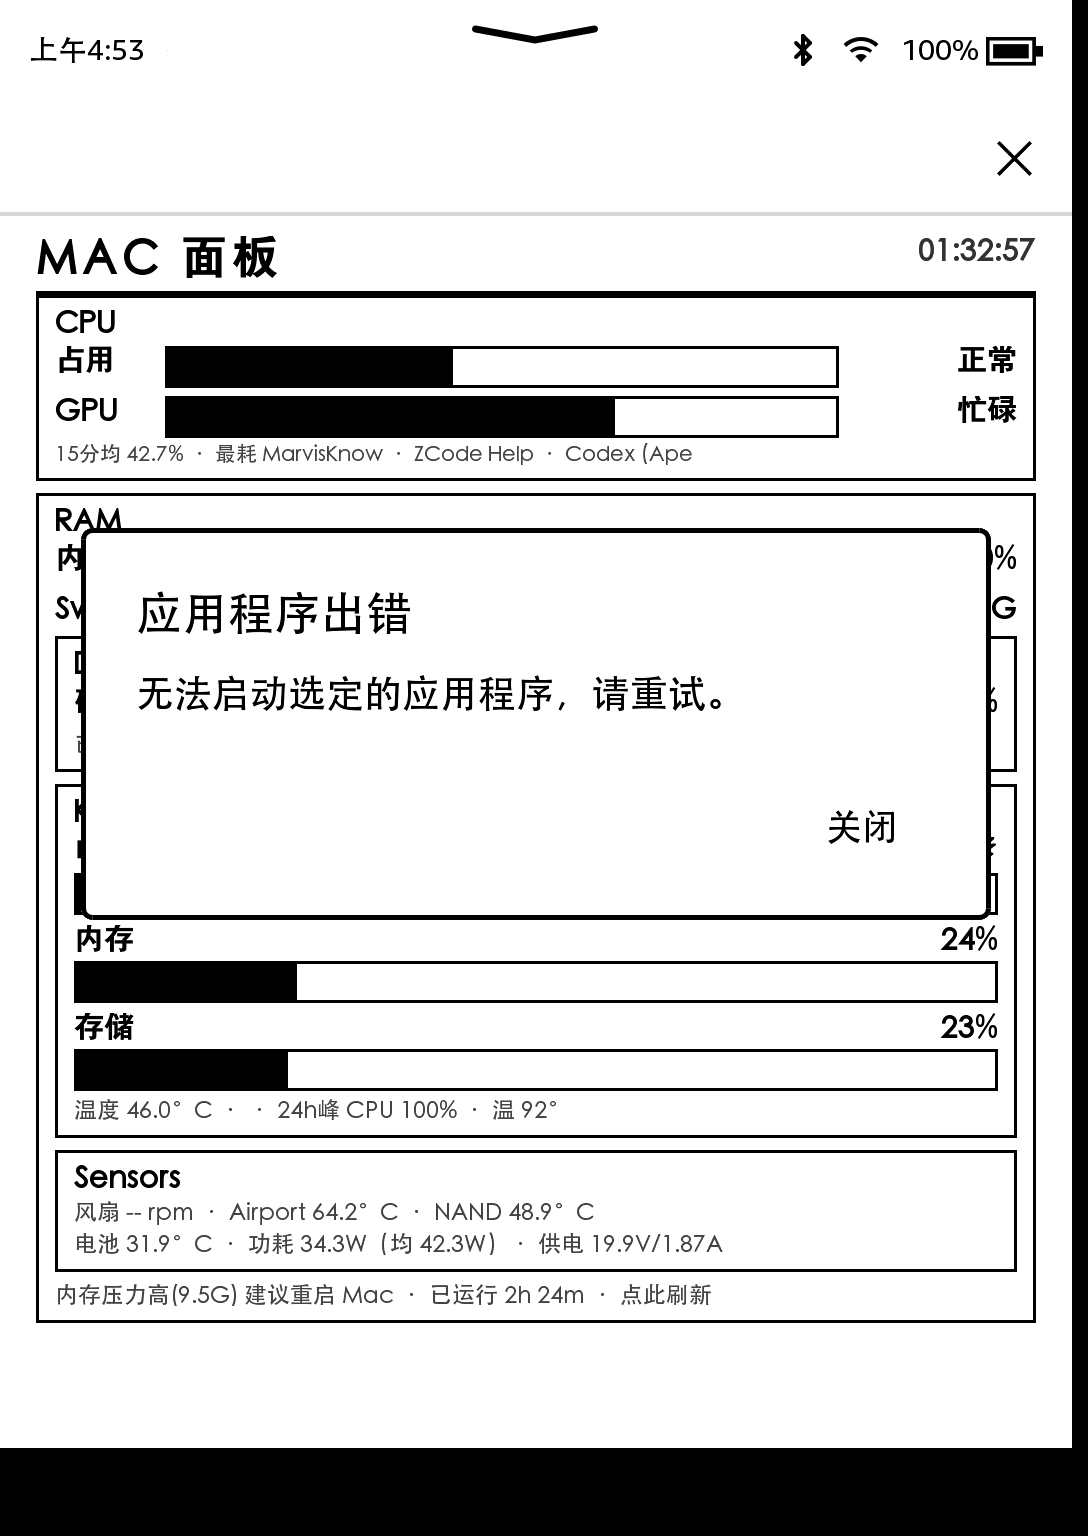 上午4:53
100%
MAC 面板
01:32:57
CPU
占用
正常
GPU
忙碌
15分均 42.7% · 最耗 MarvisKnow · ZCode Help · Codex (Ape
RAM
内
%
G
应用程序出错
无法启动选定的应用程序，请重试。
关闭
内存
24%
存储
23%
温度 46.0° C · · 24h峰 CPU 100% · 温 92°
Sensors
风扇 -- rpm · Airport 64.2° C · NAND 48.9° C
电池 31.9° C · 功耗 34.3W（均 42.3W） · 供电 19.9V/1.87A
内存压力高(9.5G) 建议重启 Mac · 已运行 2h 24m · 点此刷新